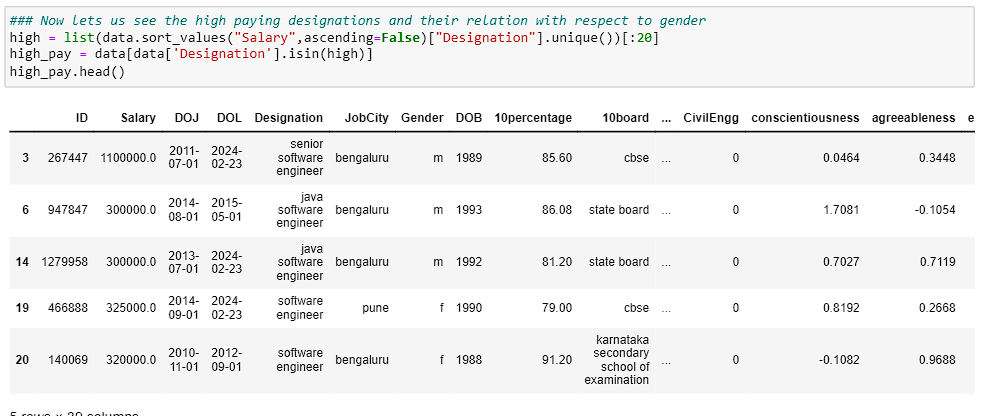 ### Now lets us see the high paying designations and their relation with respect to gender
high = list(data.sort_values("Salary",ascending=False)["Designation"].unique())[:20]
high_pay = data[data['Designation'].isin(high)]
high_pay.head()
ID Salary DOJ DOL Designation JobCity Gender DOB 10percentage 10board ... CivilEngg conscientiousness agreeableness e
3 267447 1100000.0 2011-07-01 2024-02-23 senior software engineer bengaluru m 1989 85.60 cbse ... 0 0.0464 0.3448
6 947847 300000.0 2014-08-01 2015-05-01 java software engineer bengaluru m 1993 86.08 state board ... 0 1.7081 -0.1054
14 1279958 300000.0 2013-07-01 2024-02-23 java software engineer bengaluru m 1992 81.20 state board ... 0 0.7027 0.7119
19 466888 325000.0 2014-09-01 2024-02-23 software engineer pune f 1990 79.00 cbse ... 0 0.8192 0.2668
20 140069 320000.0 2010-11-01 2012-09-01 software engineer bengaluru f 1988 91.20 karnataka secondary school of examination ... 0 -0.1082 0.9688